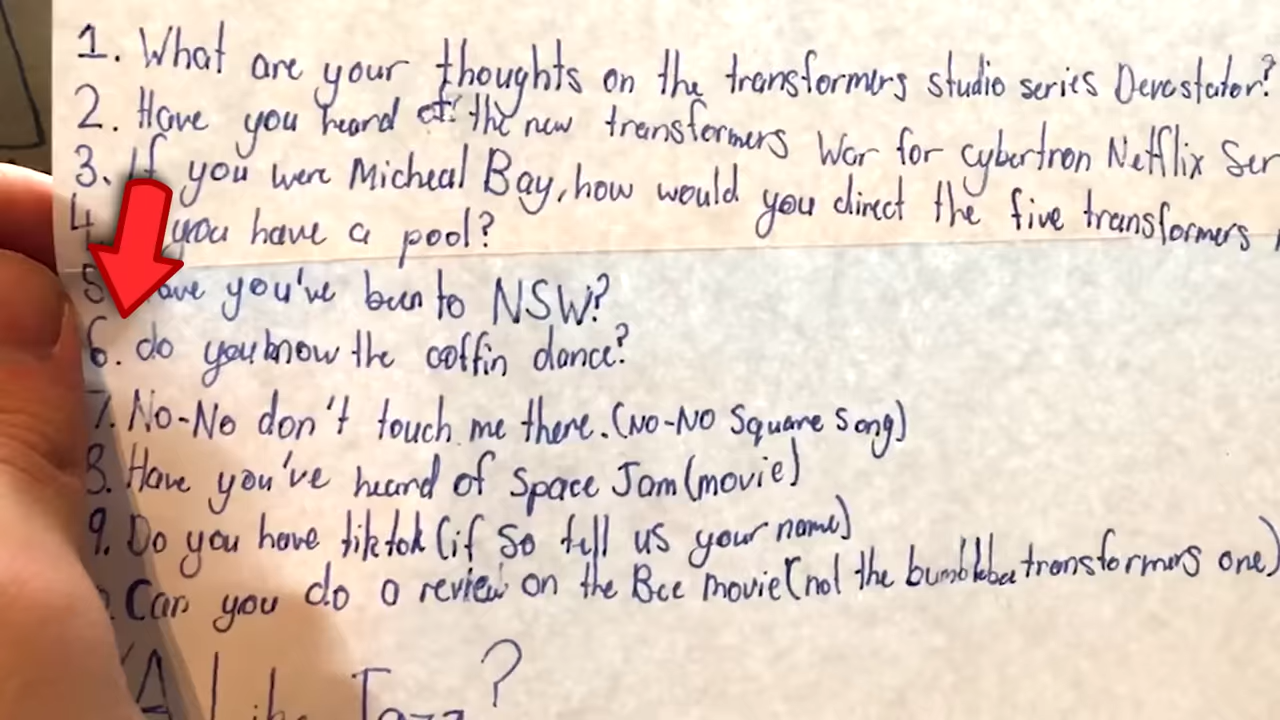 1. What are your thoughts on the transformers studio series Devastator?
2. Have you heard of the new transformers War for cybertron Netflix Ser
3. If you were Micheal Bay, how would you direct the five transformers
4. you have a pool?
5 ave you've been to NSW?
6. do you know the coffin dance?
7. No-No don't touch me there. (No-No Square Song)
8. Have you've heard of Space Jam (movie)
9. Do you have tiktok (if so tell us your name)
Can you do a review on the Bee movie (not the bumblebee transformers one)
Jazz?